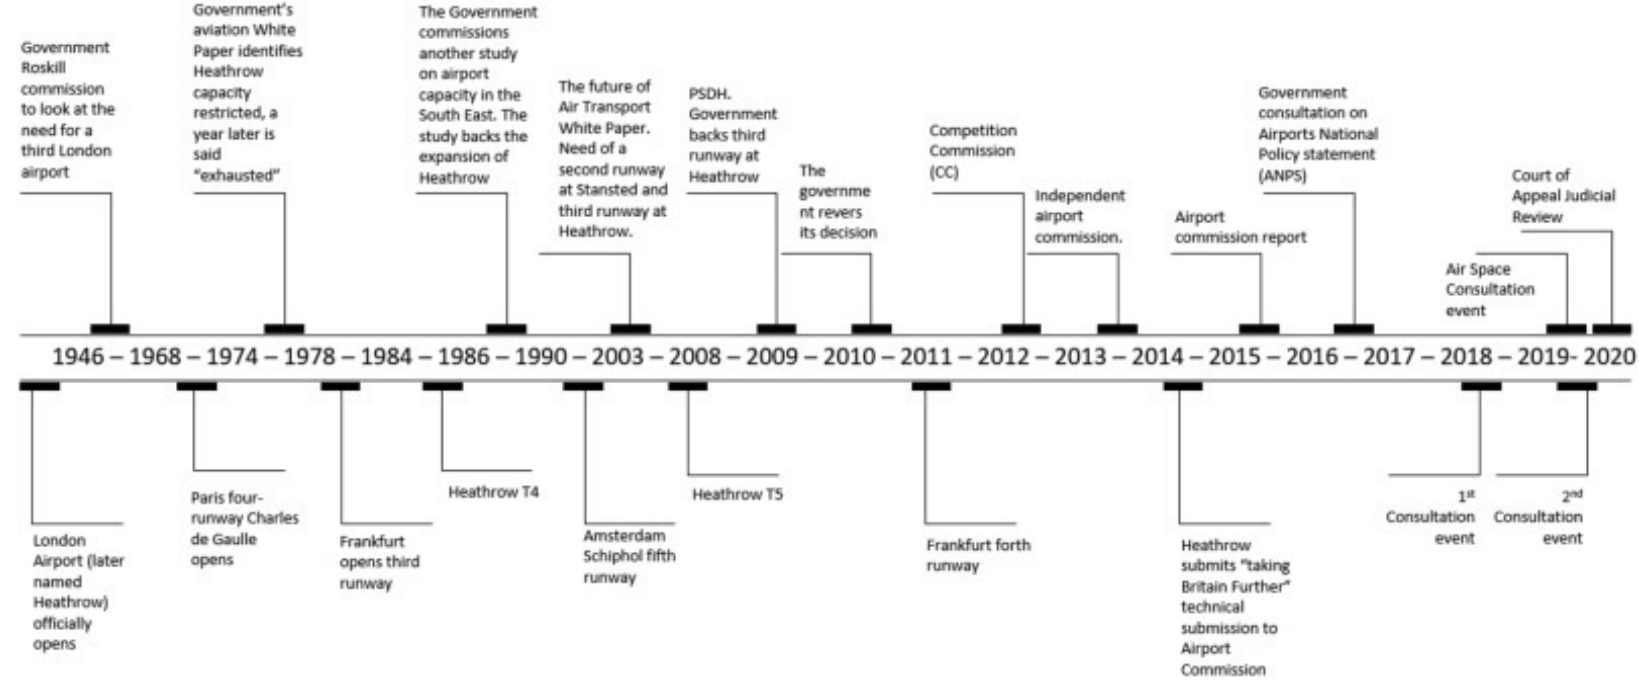 Government
Roskill
commission
to look at the
need for a
third London
airport
Government's
aviation White
Paper identifies
Heathrow
capacity
restricted, a
year later is
said
"exhausted"
The Government
commissions
another study
on airport
capacity in the
South East. The
study backs the
expansion of
Heathrow
The future of
Air Transport
White Paper.
Need of a
second runway
at Stansted and
third runway at
Heathrow.
PSDH.
Government
backs third
runway at
Heathrow
The
governme
nt revers
its decision
Competition
Commission
(CC)
Independent
airport
commission.
Airport
commission report
Government
consultation on
Airports National
Policy statement
(ANPS)
Air Space
Consultation
event
Court of
Appeal Judicial
Review
1946 – 1968 – 1974 – 1978 – 1984 – 1986 – 1990 – 2003 – 2008 – 2009 – 2010 – 2011 – 2012 – 2013 – 2014 – 2015 – 2016 – 2017 – 2018 – 2019- 2020
London
Airport (later
named
Heathrow)
officially
opens
Paris four-
runway Charles
de Gaulle
opens
Frankfurt
opens third
runway
Heathrow T4
Amsterdam
Schiphol fifth
runway
Heathrow T5
Frankfurt forth
runway
Heathrow
submits "taking
Britain Further"
technical
submission to
Airport
Commission
1st
Consultation
event
2nd
Consultation
event